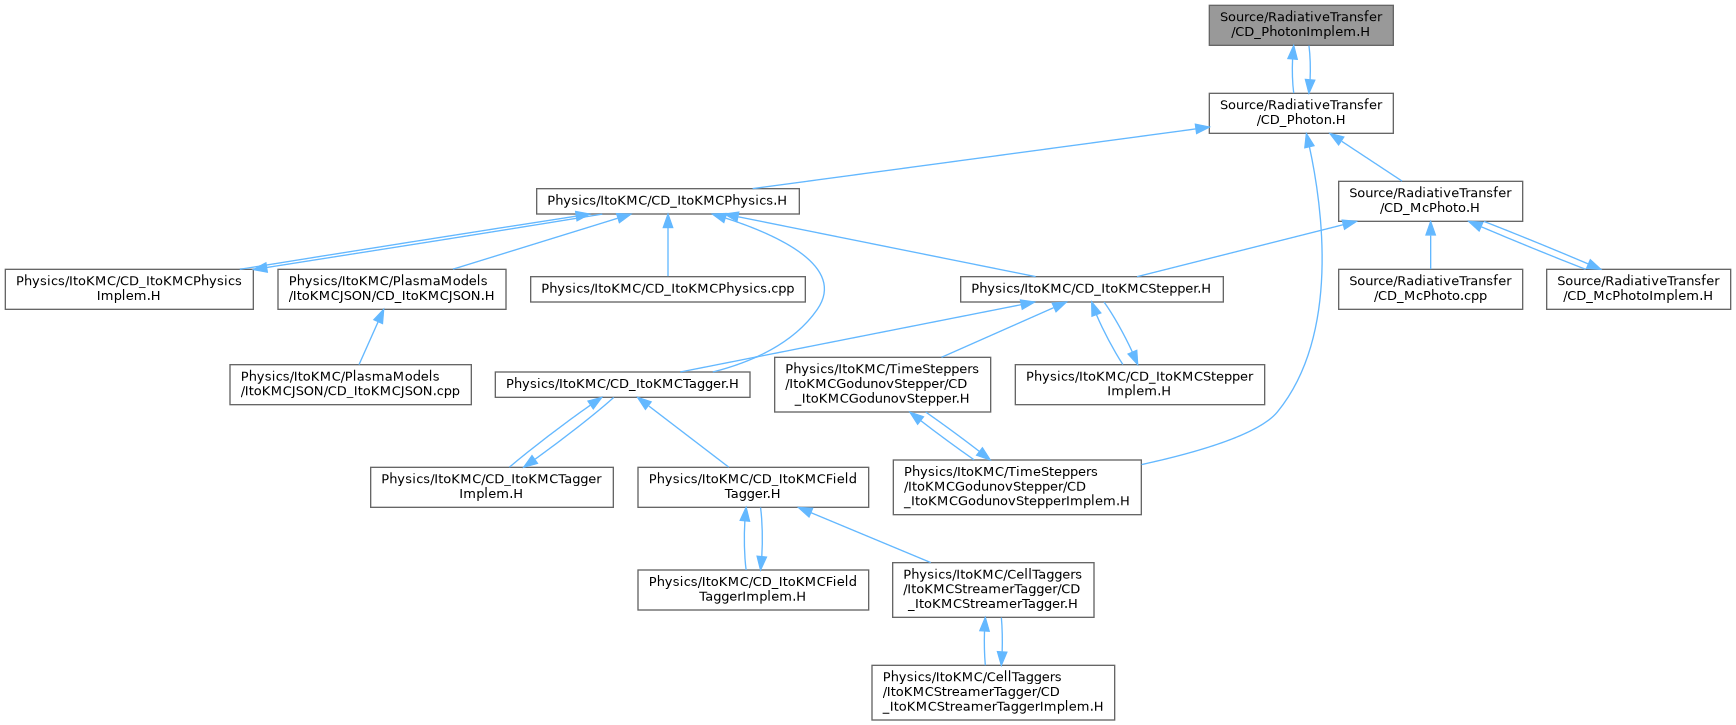 Source/RadiativeTransfer
/CD_PhotonImplem.H
Source/RadiativeTransfer
/CD_Photon.H
Physics/ItoKMC/CD_ItoKMCPhysics.H
Source/RadiativeTransfer
/CD_McPhoto.H
Physics/ItoKMC/CD_ItoKMCPhysics
Implem.H
Physics/ItoKMC/PlasmaModels
/ItoKMCJSON/CD_ItoKMCJSON.H
Physics/ItoKMC/CD_ItoKMCPhysics.cpp
Physics/ItoKMC/CD_ItoKMCStepper.H
Source/RadiativeTransfer
/CD_McPhoto.cpp
Source/RadiativeTransfer
/CD_McPhotoImplem.H
Physics/ItoKMC/PlasmaModels
/ItoKMCJSON/CD_ItoKMCJSON.cpp
Physics/ItoKMC/CD_ItoKMCTagger.H
Physics/ItoKMC/TimeSteppers
/ItoKMCGodunovStepper/CD
_ItoKMCGodunovStepper.H
Physics/ItoKMC/CD_ItoKMCStepper
Implem.H
Physics/ItoKMC/CD_ItoKMCTagger
Implem.H
Physics/ItoKMC/CD_ItoKMCField
Tagger.H
Physics/ItoKMC/TimeSteppers
/ItoKMCGodunovStepper/CD
_ItoKMCGodunovStepperImplem.H
Physics/ItoKMC/CD_ItoKMCField
TaggerImplem.H
Physics/ItoKMC/CellTaggers
/ItoKMCStreamerTagger/CD
_ItoKMCStreamerTagger.H
Physics/ItoKMC/CellTaggers
/ItoKMCStreamerTagger/CD
_ItoKMCStreamerTaggerImplem.H